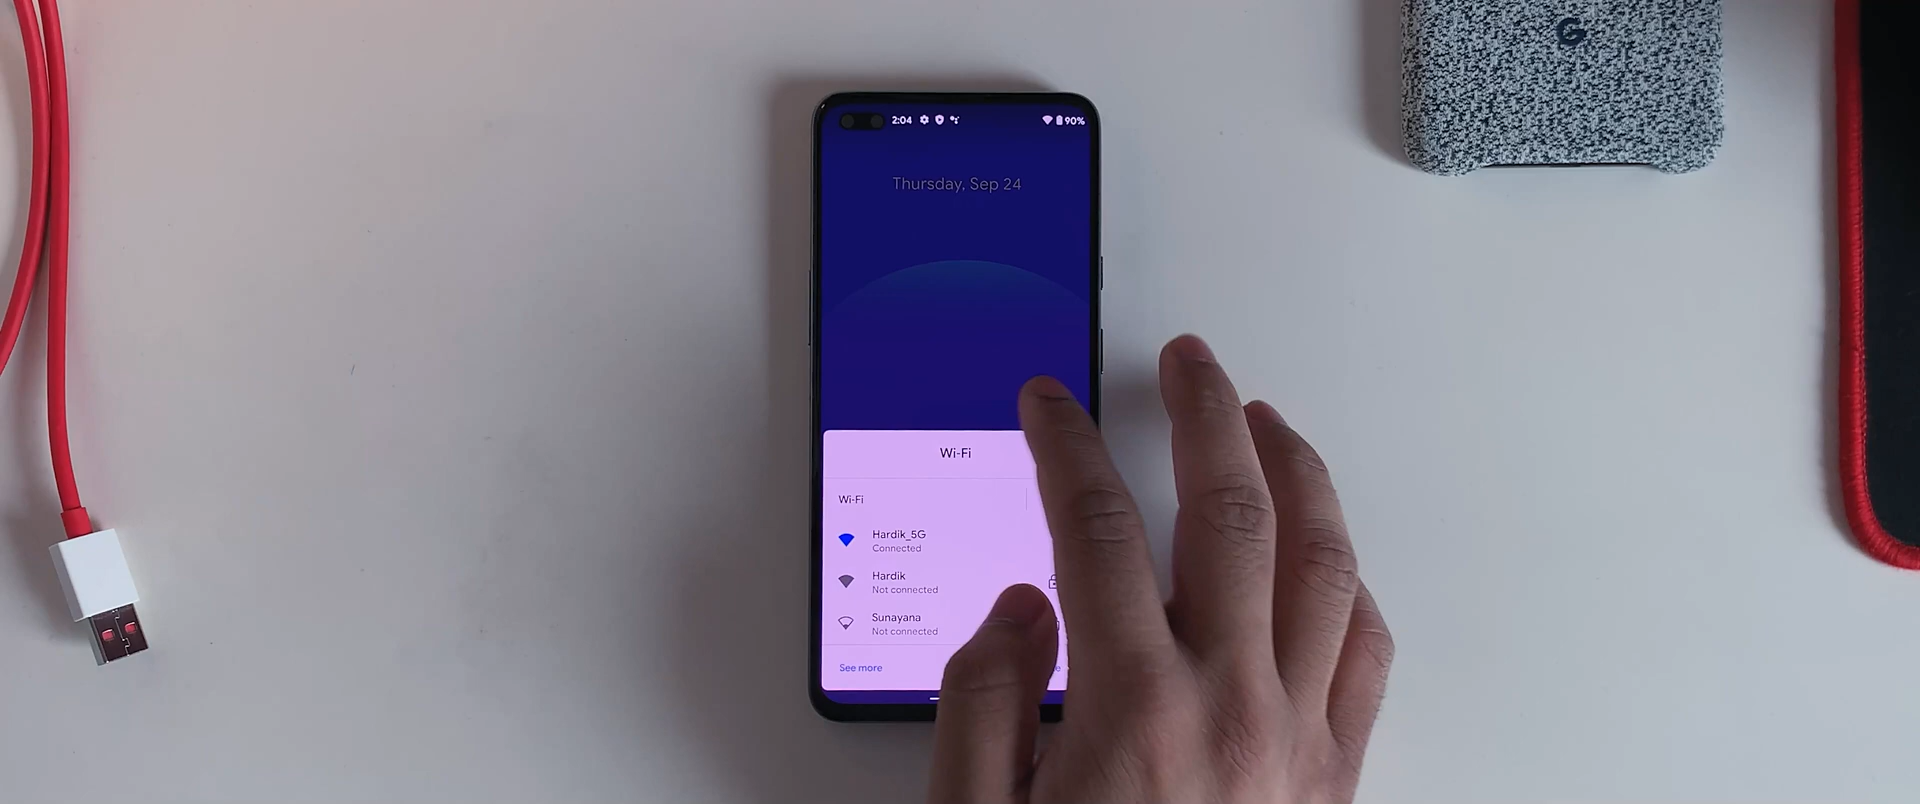 2:04 90%
Thursday, Sep 24
Wi-Fi
Wi-Fi
Hardik_5G
Connected
Hardik
Not connected
Sunayana
Not connected
See more
G